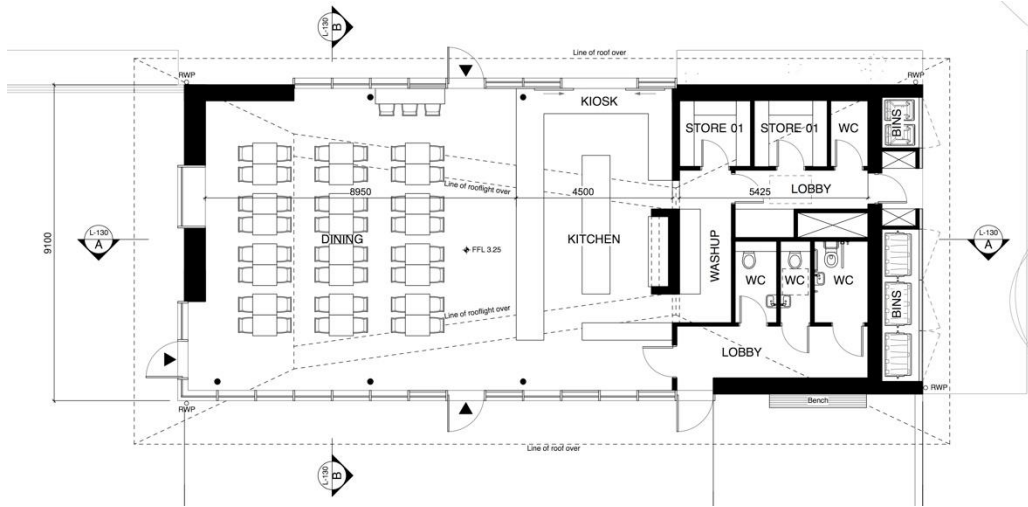 L-130
B
Line of roof over
RWP
RWP
KIOSK
STORE 01
STORE 01
WC
BINS
Line of rooflight over
8950
4500
5425
LOBBY
9100
L-130
A
DINING
FFL 3.25
KITCHEN
WASHUP
L-130
A
WC
WC
WC
BINS
Line of rooflight over
LOBBY
RWP
RWP
Bench
Line of roof over
L-130
B